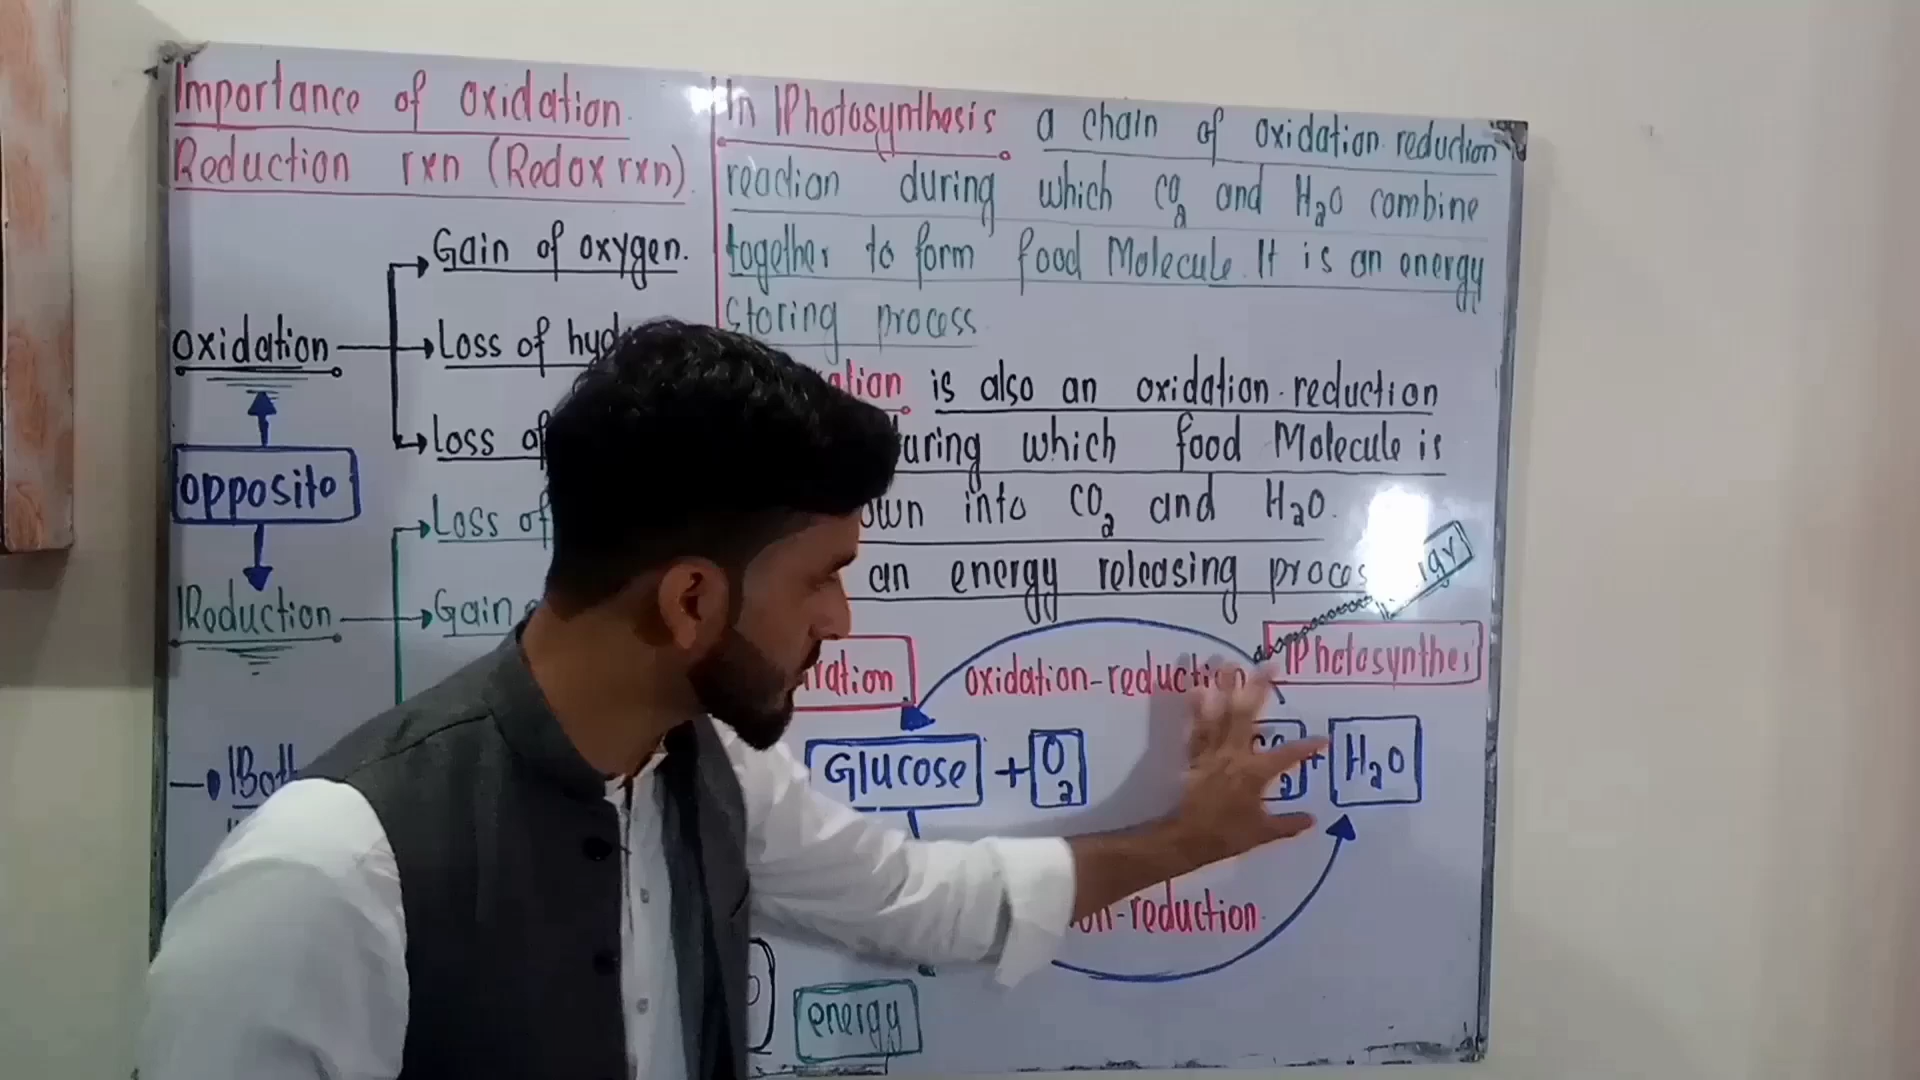 Importance of oxidation.
Reduction rxn (Redox rxn).
Gain of oxygen.
oxidation
Loss of
Loss of
opposite
Loss of
Reduction
Gain
Both
In Photosynthesis a chain of oxidation reduction
reaction during which CO2 and H2O combine
together to form food Molecule. It is an energy
storing process
is also an oxidation-reduction
during which food Molecule is
into CO2 and H2O.
an energy releasing process
oxidation-reduction
Photosynthesi
Glucose + O2
CO2 + H2O
-reduction.
energy